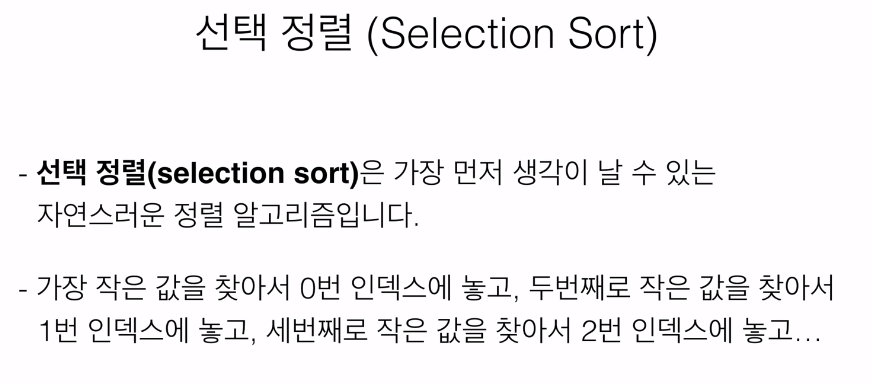 선택 정렬 (Selection Sort)
- 선택 정렬(selection sort)은 가장 먼저 생각이 날 수 있는
자연스러운 정렬 알고리즘입니다.
- 가장 작은 값을 찾아서 0번 인덱스에 놓고, 두번째로 작은 값을 찾아서
1번 인덱스에 놓고, 세번째로 작은 값을 찾아서 2번 인덱스에 놓고...